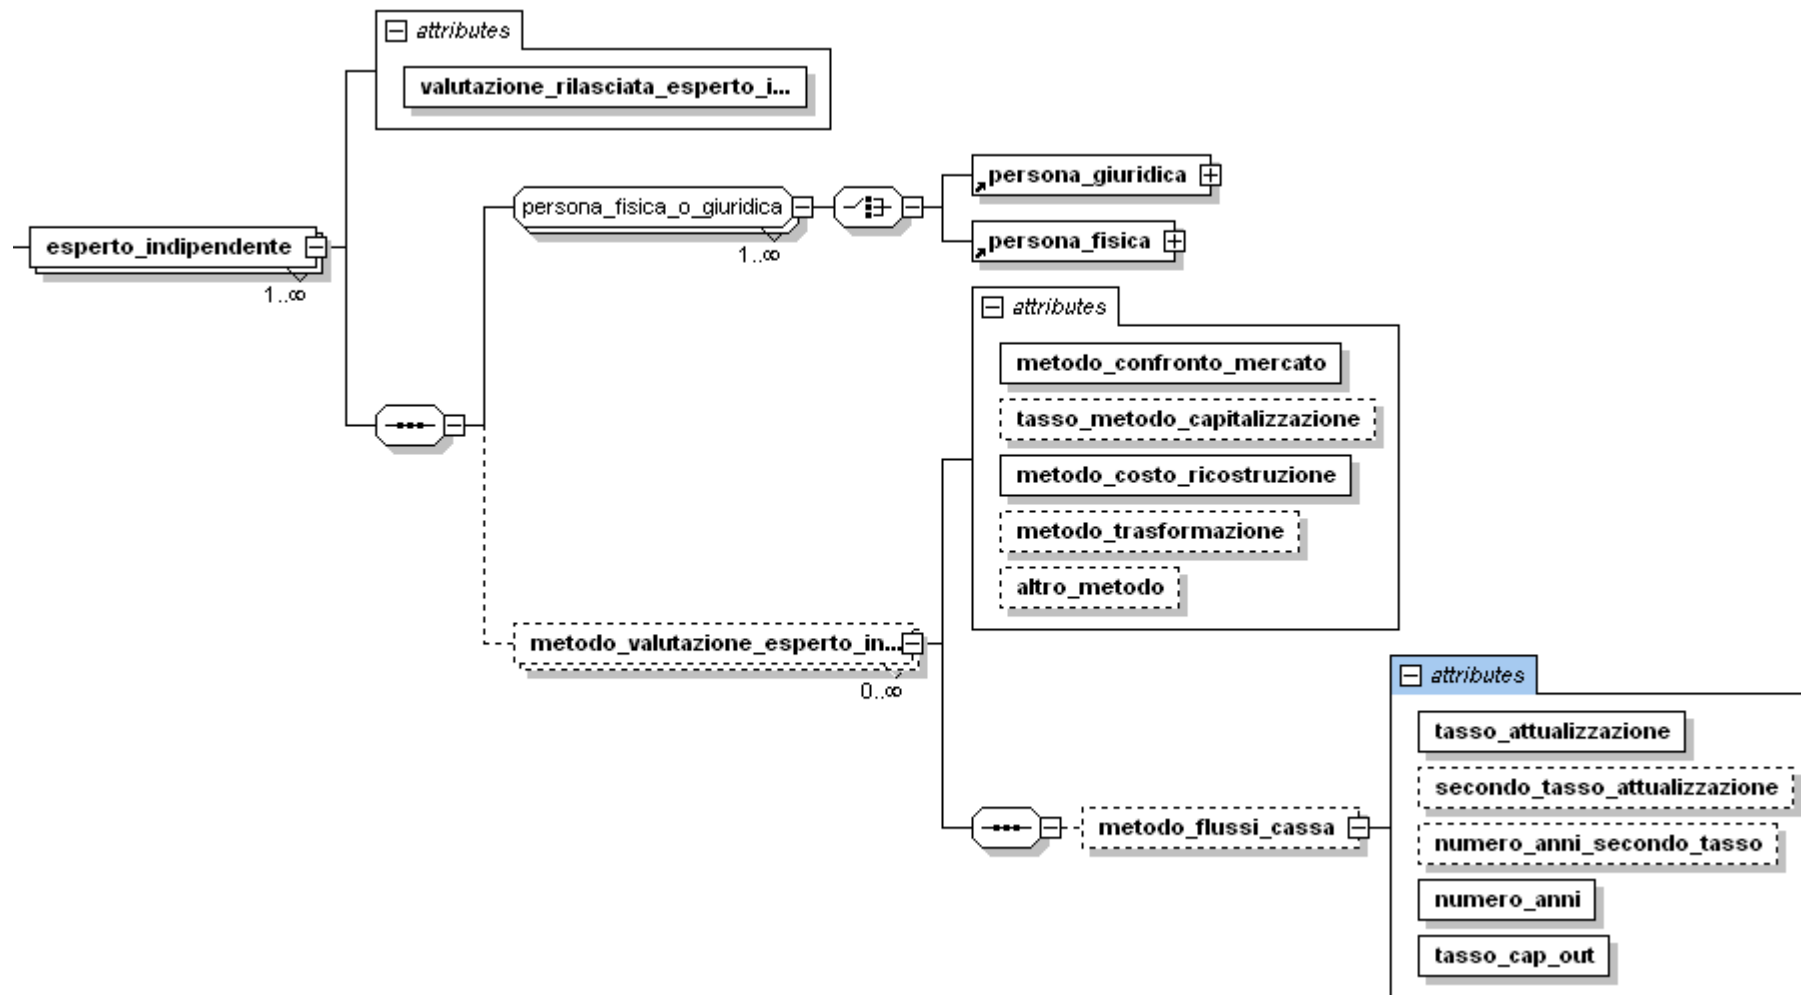 attributes
valutazione_rilasciata_esperto_i...
persona_giuridica
persona_fisica_o_giuridica
persona_fisica
esperto_indipendente
1..∞
1..∞
attributes
metodo_confronto_mercato
tasso_metodo_capitalizzazione
metodo_costo_ricostruzione
metodo_trasformazione
altro_metodo
metodo_valutazione_esperto_in...
0..∞
attributes
tasso_attualizzazione
secondo_tasso_attualizzazione
metodo_flussi_cassa
numero_anni_secondo_tasso
numero_anni
tasso_cap_out